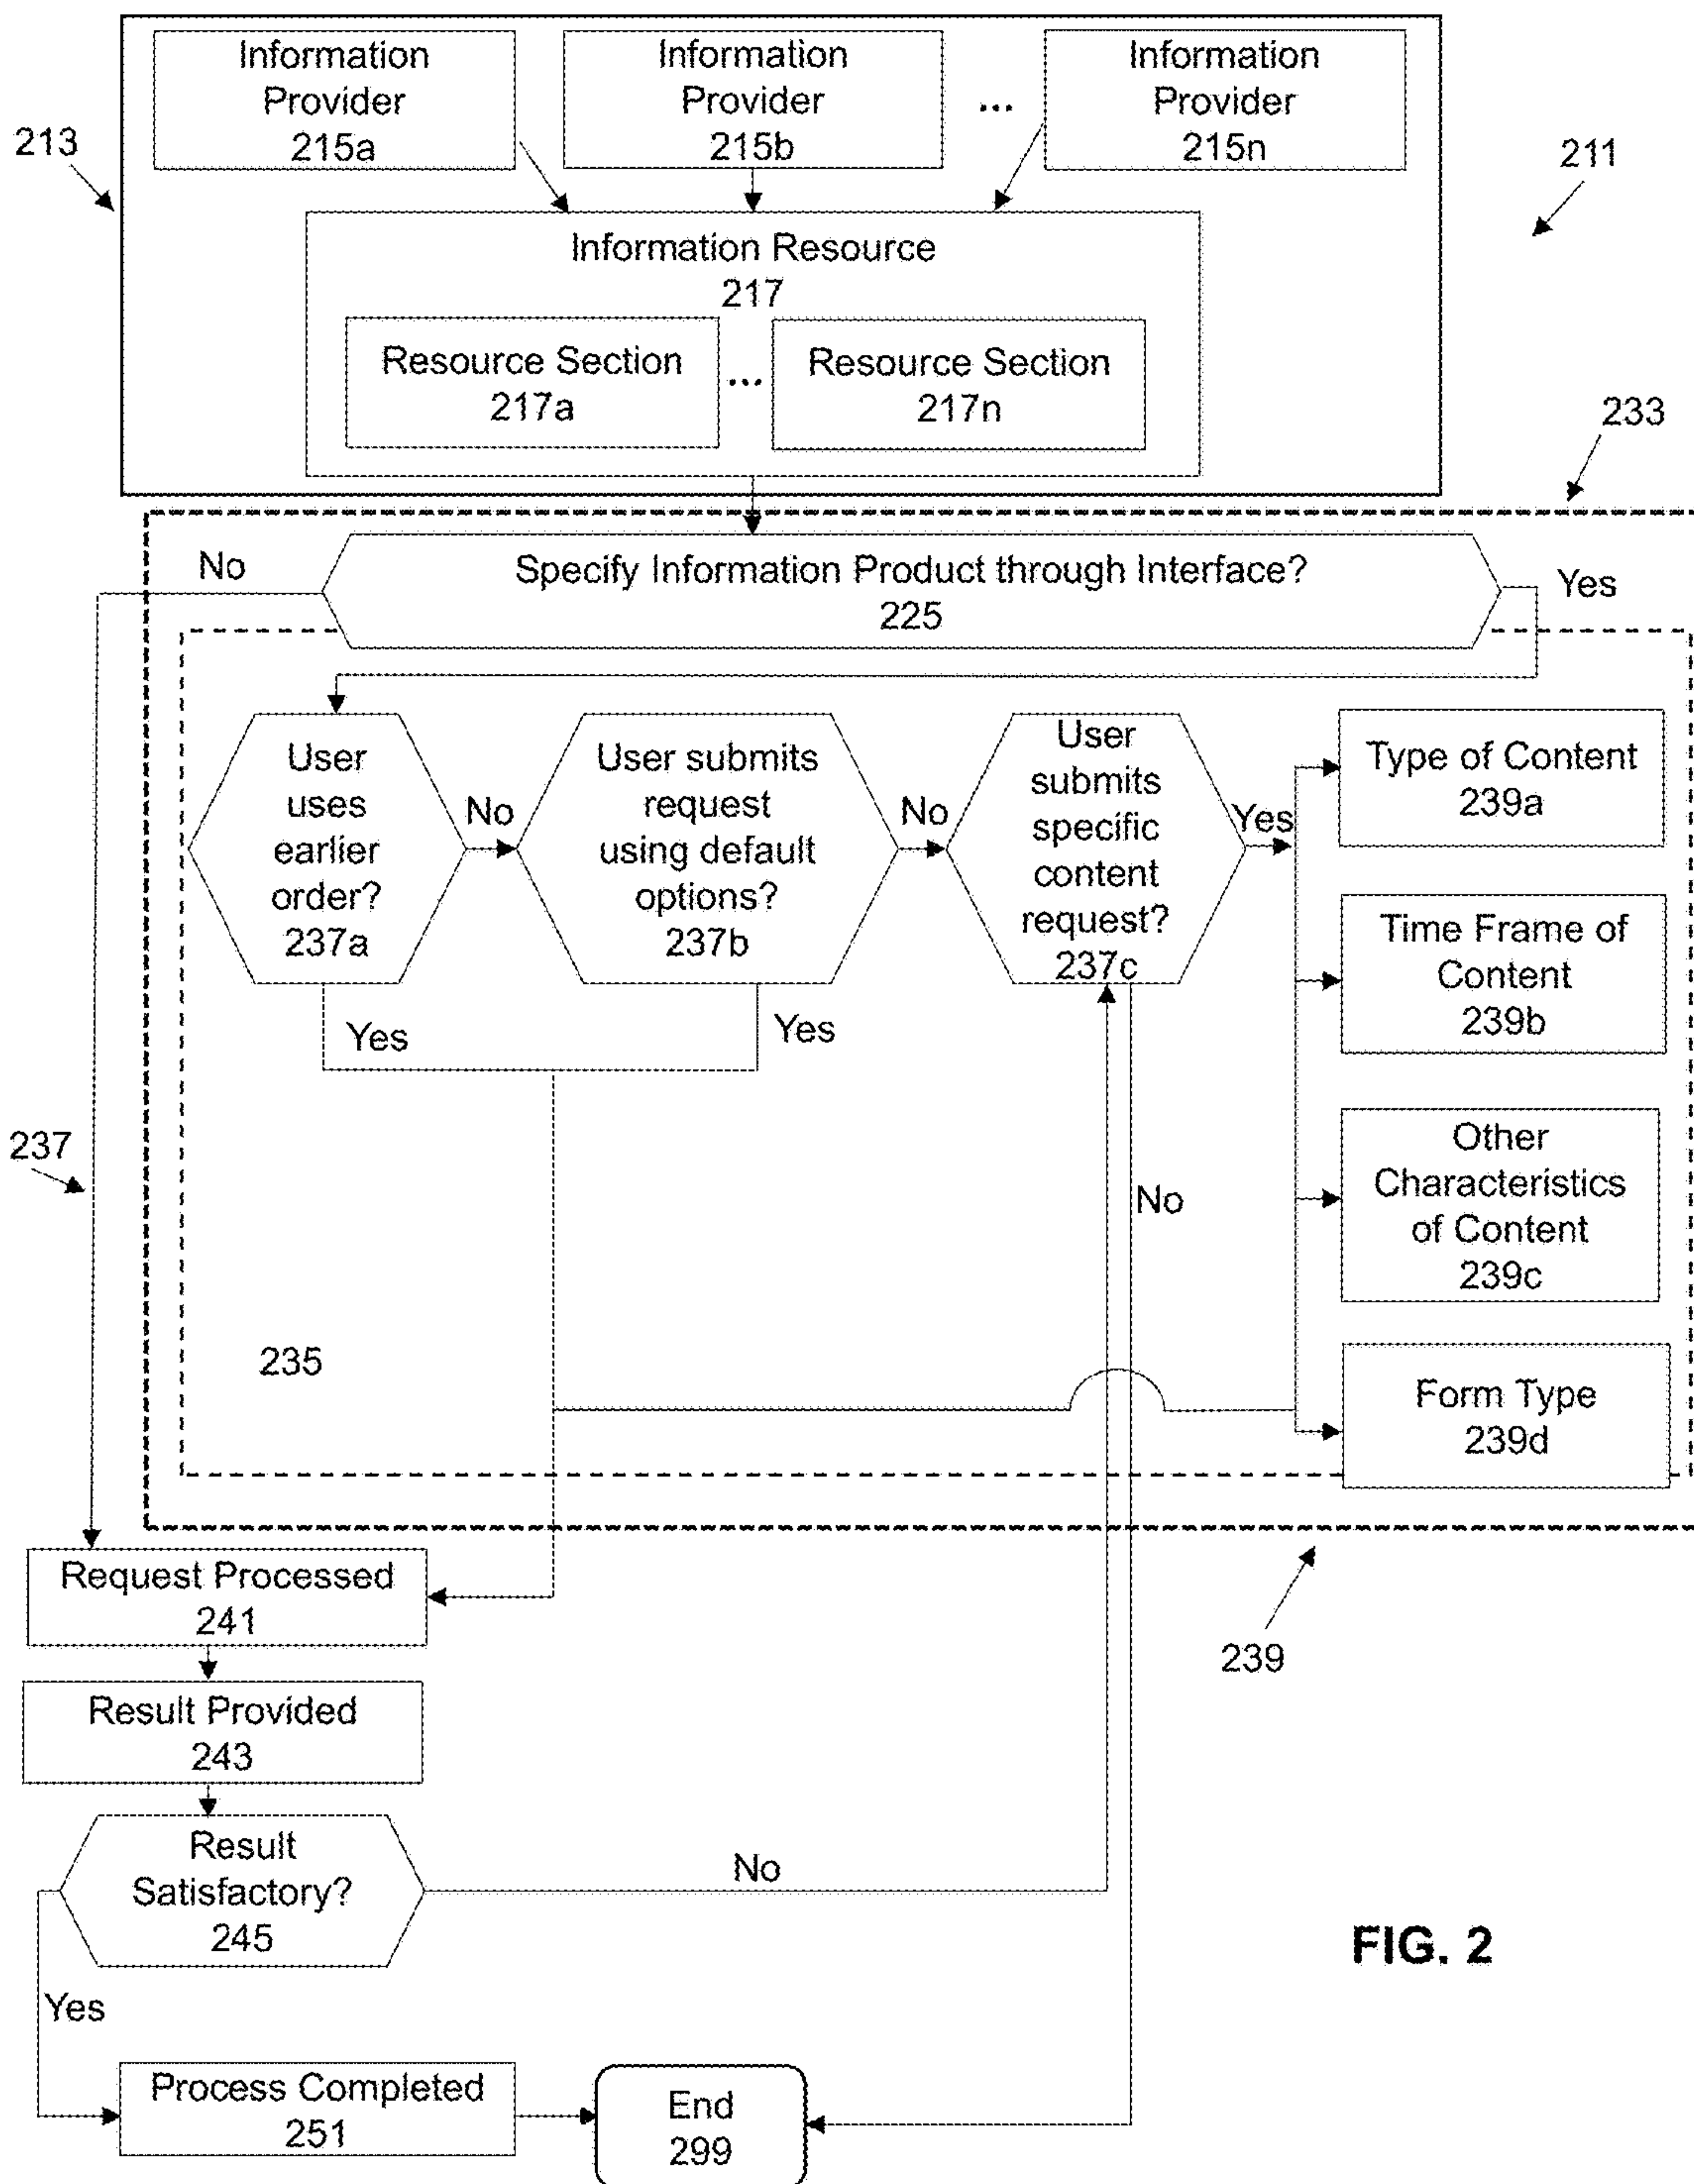 Information
Provider
215a
Information
Provider
215b
...
Information
Provider
215n
213
211
Information Resource
217
Resource Section
217a
...
Resource Section
217n
233
No
Specify Information Product through Interface?
225
Yes
User
uses
earlier
order?
237a
No
User submits
request
using default
options?
237b
No
User
submits
specific
content
request?
237c
Yes
Type of Content
239a
Time Frame of
Content
239b
Yes
Yes
237
No
Other
Characteristics
of Content
239c
235
Form Type
239d
Request Processed
241
239
Result Provided
243
Result
Satisfactory?
245
No
Yes
FIG. 2
Process Completed
251
End
299